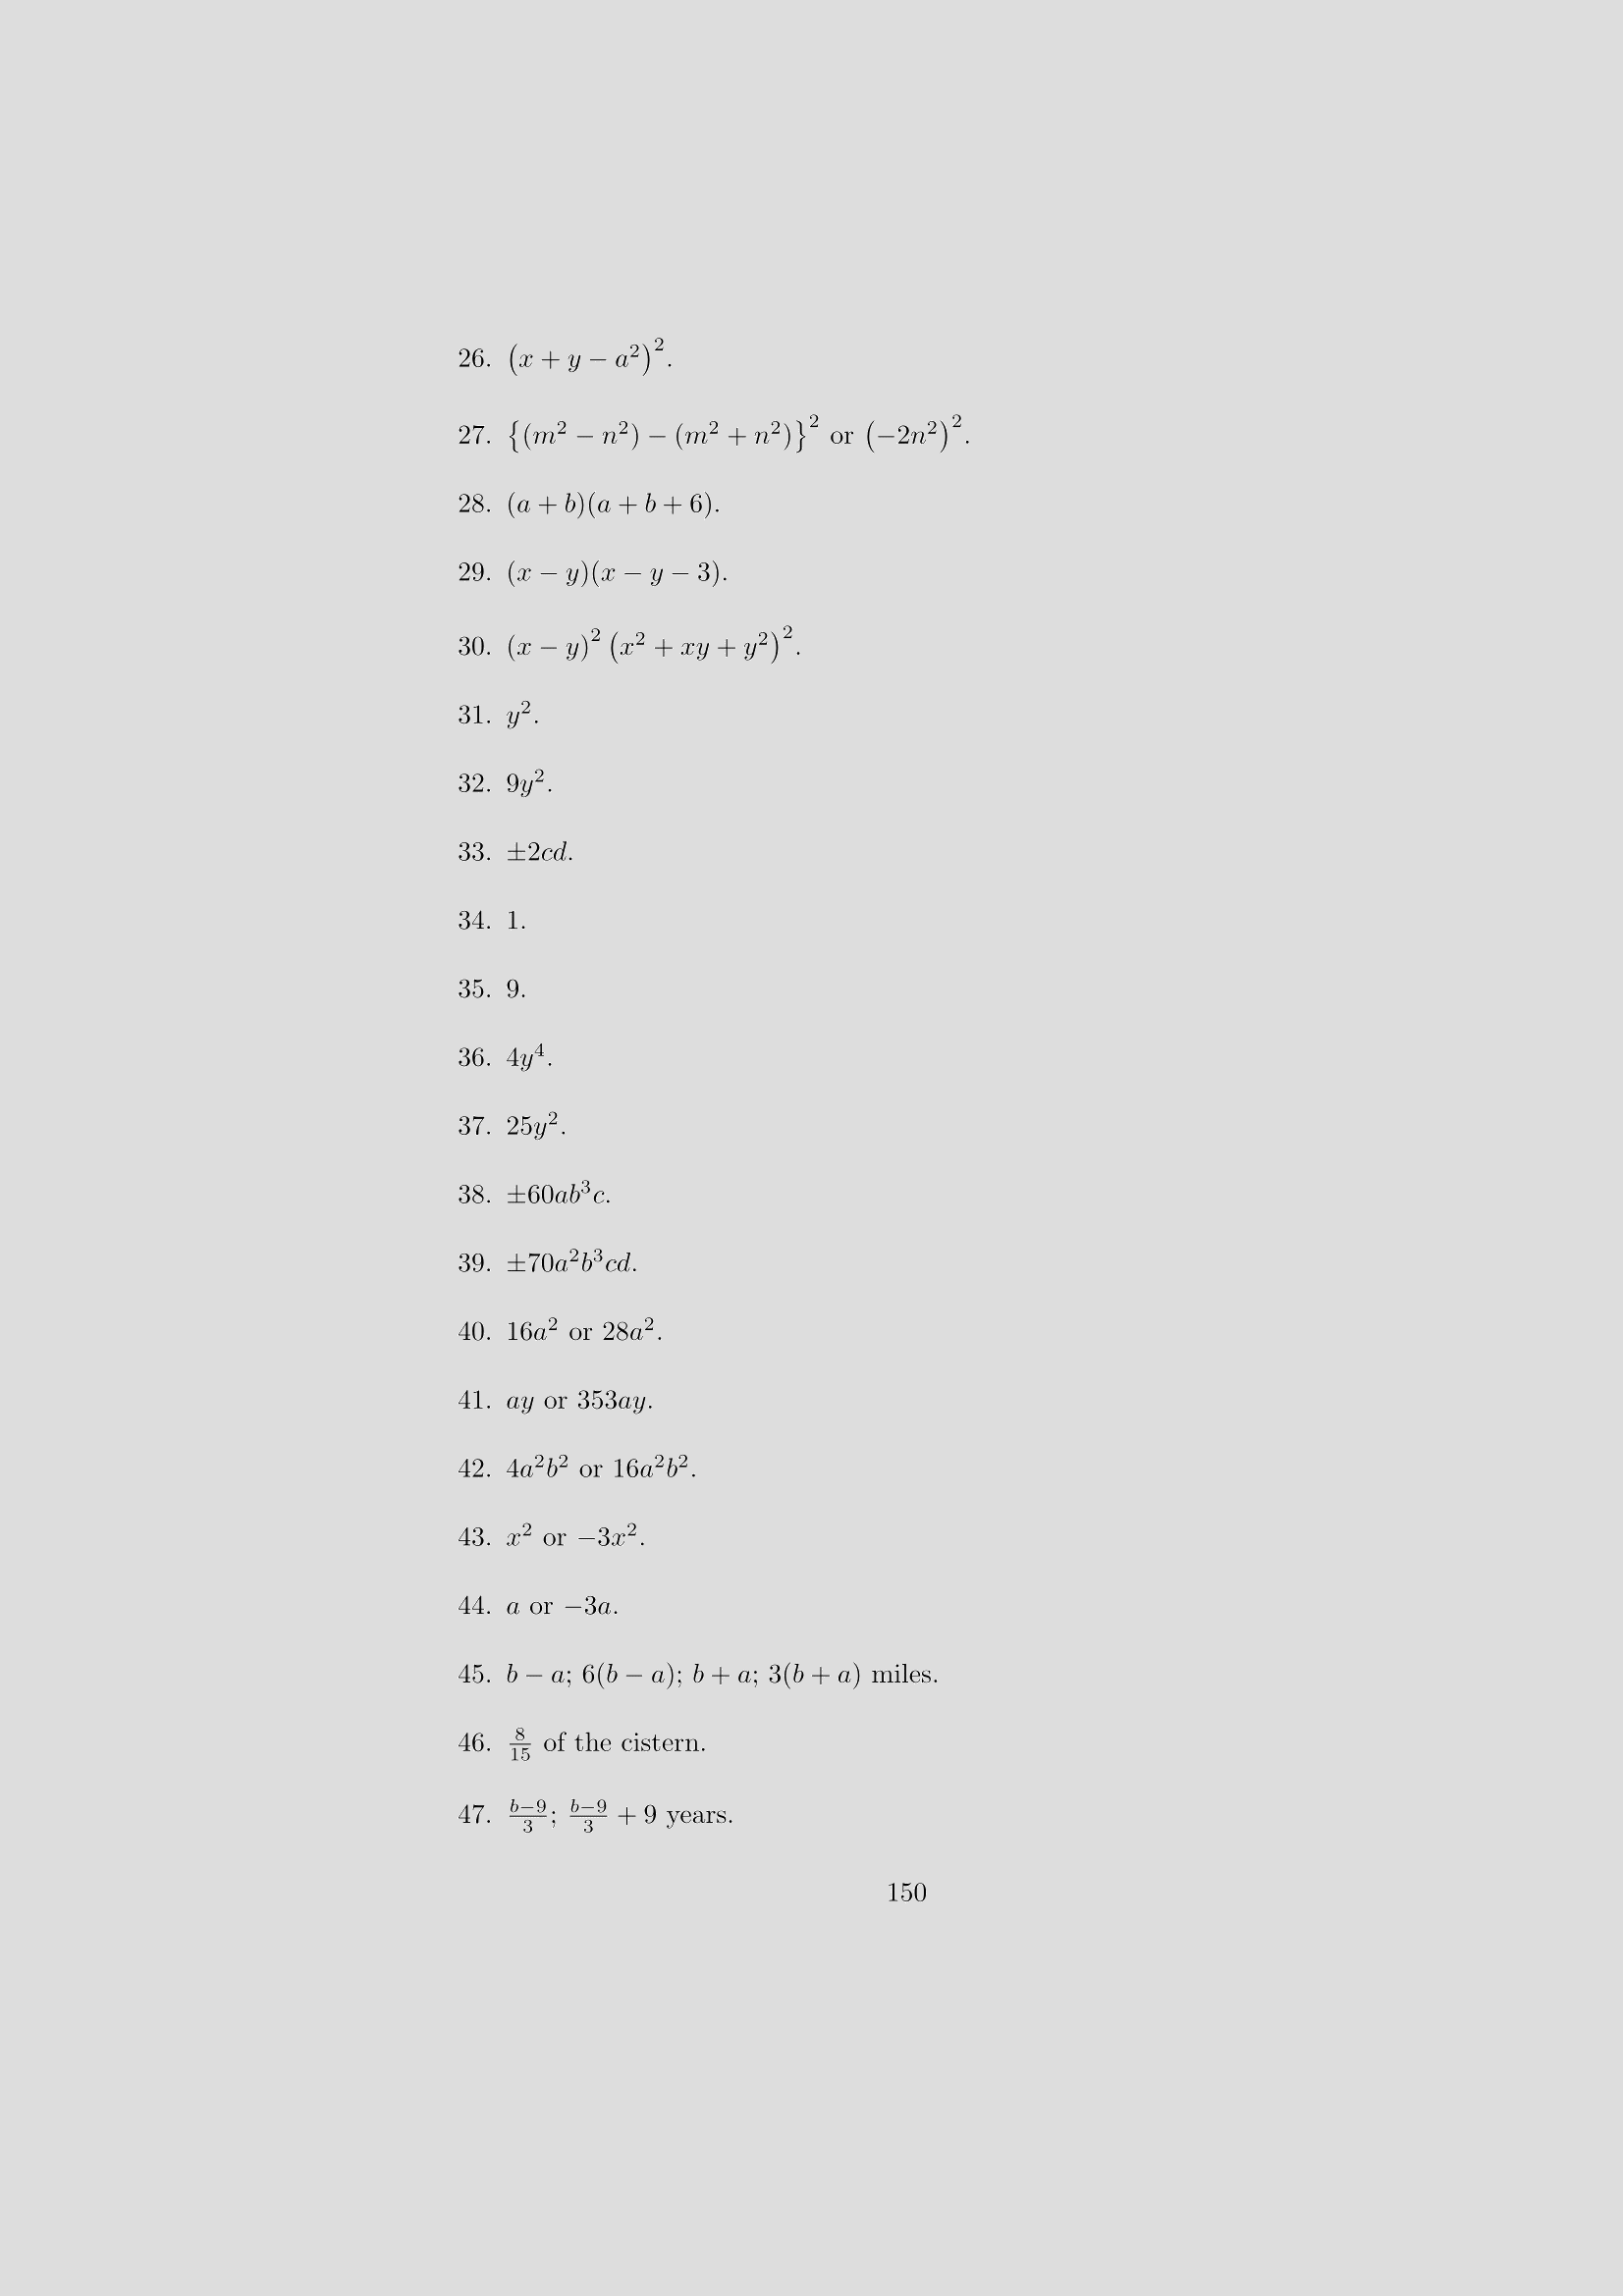 26. $\left(x + y - a^2\right)^2$.
27. $\left\{(m^2 - n^2) - (m^2 + n^2)\right\}^2$ or $\left(-2n^2\right)^2$.
28. $(a + b)(a + b + 6)$.
29. $(x - y)(x - y - 3)$.
30. $(x - y)^2 \left(x^2 + xy + y^2\right)^2$.
31. $y^2$.
32. $9y^2$.
33. $\pm 2cd$.
34. 1.
35. 9.
36. $4y^4$.
37. $25y^2$.
38. $\pm 60ab^3c$.
39. $\pm 70a^2b^3cd$.
40. $16a^2$ or $28a^2$.
41. $ay$ or $353ay$.
42. $4a^2b^2$ or $16a^2b^2$.
43. $x^2$ or $-3x^2$.
44. $a$ or $-3a$.
45. $b - a$; $6(b - a)$; $b + a$; $3(b + a)$ miles.
46. $\frac{8}{15}$ of the cistern.
47. $\frac{b-9}{3}$; $\frac{b-9}{3} + 9$ years.
150